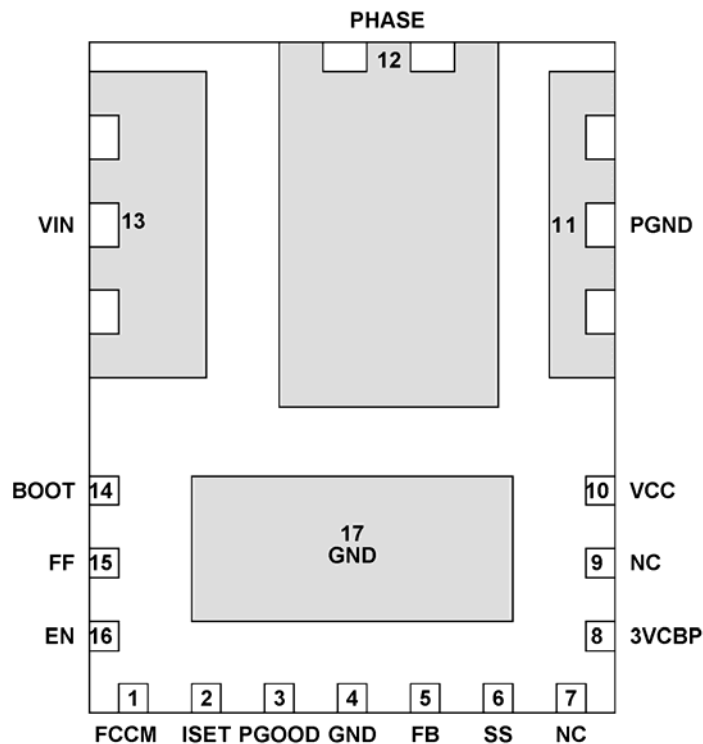 PHASE
12
VIN 13 11 PGND
BOOT 14 10 VCC
17
GND
FF 15 9 NC
EN 16 8 3VCBP
1 2 3 4 5 6 7
FCCM ISET PGOOD GND FB SS NC